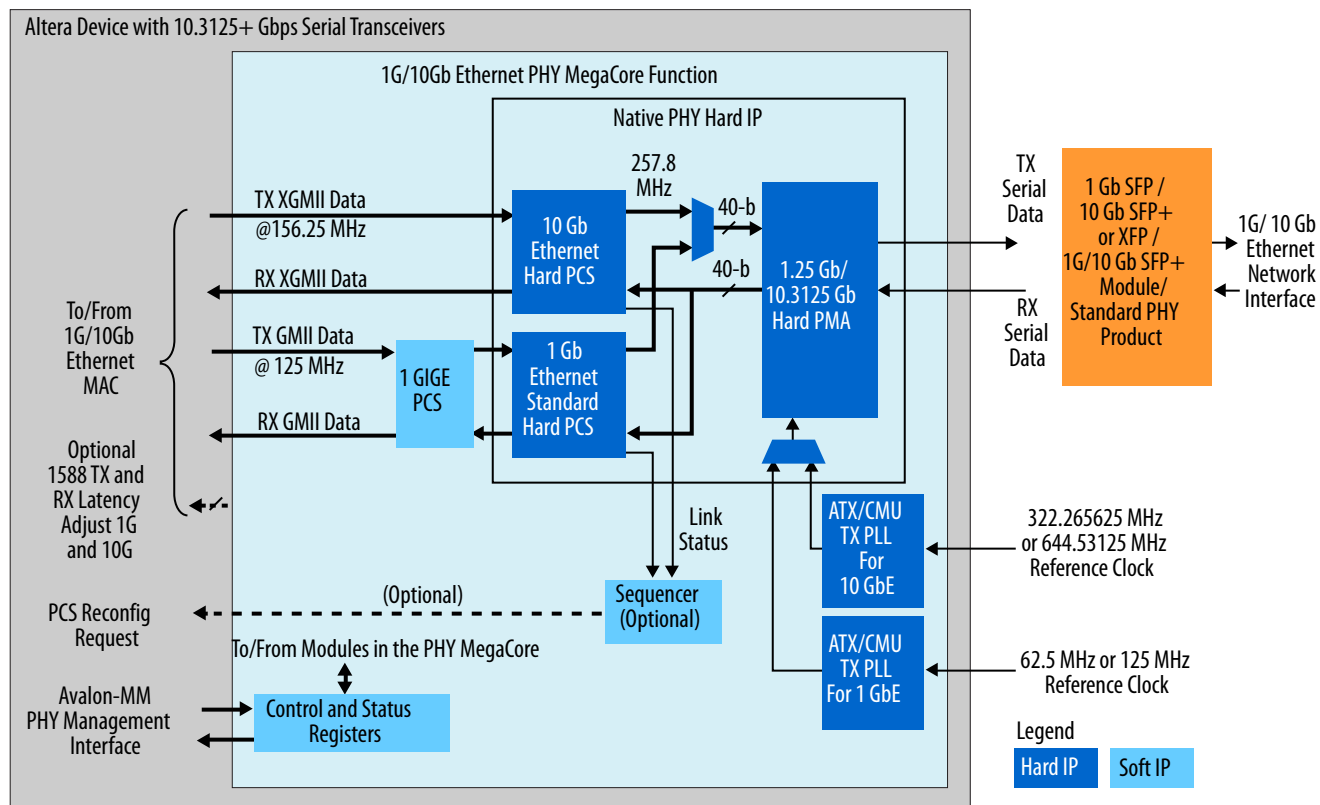 Altera Device with 10.3125+ Gbps Serial Transceivers
1G/10Gb Ethernet PHY MegaCore Function
Native PHY Hard IP
257.8
MHz
TX XGMII Data
@156.25 MHz
RX XGMII Data
TX GMII Data
@ 125 MHz
RX GMII Data
To/From
1G/10Gb
Ethernet
MAC
Optional
1588 TX and
RX Latency
Adjust 1G
and 10G
10 Gb
Ethernet
Hard PCS
1 GIGE
PCS
1 Gb
Ethernet
Standard
Hard PCS
40-b
40-b
1.25 Gb/
10.3125 Gb
Hard PMA
TX
Serial
Data
RX
Serial
Data
1 Gb SFP /
10 Gb SFP+
or XFP /
1G/10 Gb SFP+
Module/
Standard PHY
Product
1G/ 10 Gb
Ethernet
Network
Interface
Link
Status
ATX/CMU
TX PLL
For
10 GbE
322.265625 MHz
or 644.53125 MHz
Reference Clock
(Optional)
Sequencer
(Optional)
PCS Reconfig
Request
ATX/CMU
TX PLL
For 1 GbE
62.5 MHz or 125 MHz
Reference Clock
To/From Modules in the PHY MegaCore
Avalon-MM
PHY Management
Interface
Control and Status
Registers
Legend
Hard IP
Soft IP